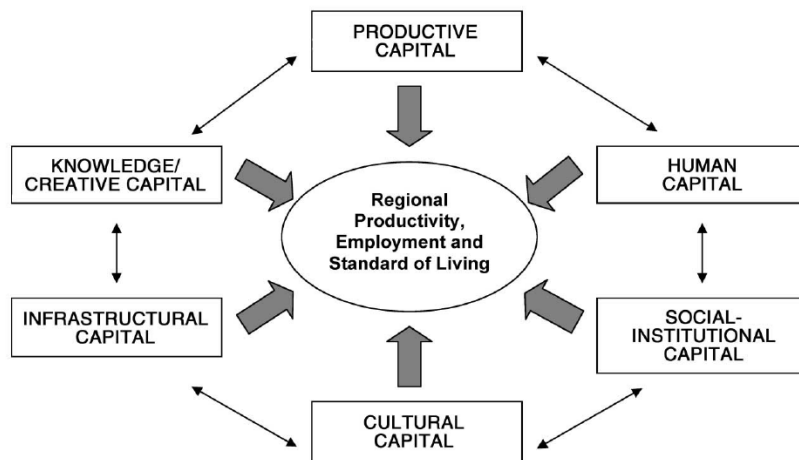 PRODUCTIVE
CAPITAL
KNOWLEDGE/
CREATIVE CAPITAL
HUMAN
CAPITAL
Regional
Productivity,
Employment and
Standard of Living
INFRASTRUCTURAL
CAPITAL
SOCIAL-
INSTITUTIONAL
CAPITAL
CULTURAL
CAPITAL